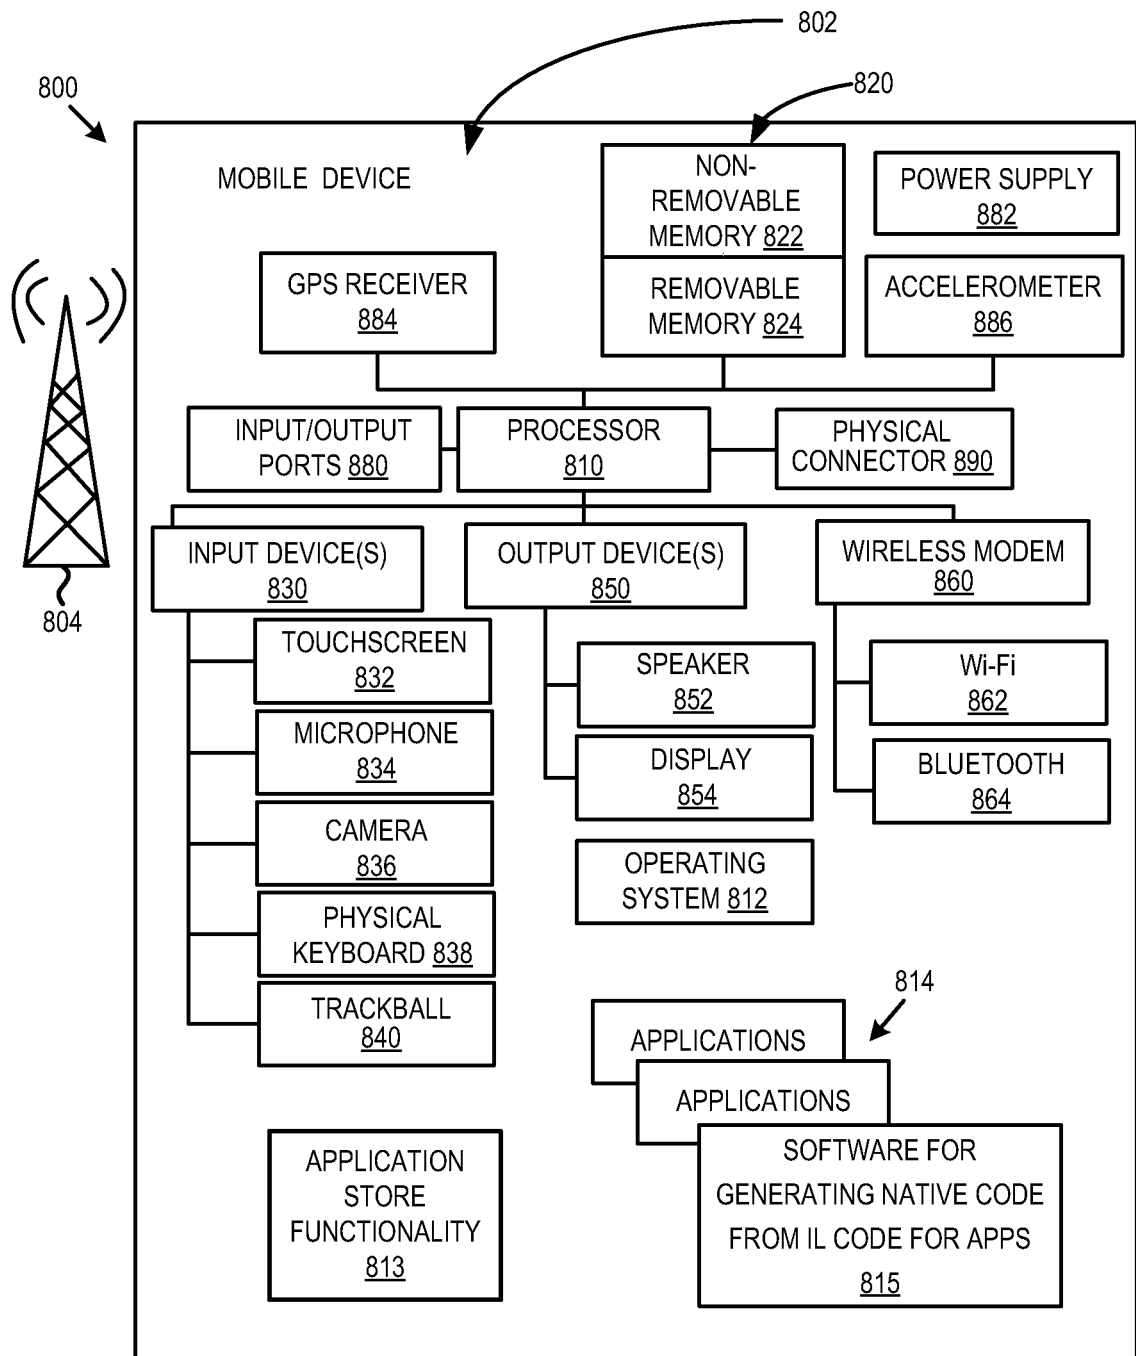 802
800
820
MOBILE DEVICE
NON-
REMOVABLE
MEMORY 822
POWER SUPPLY
882
GPS RECEIVER
884
REMOVABLE
MEMORY 824
ACCELEROMETER
886
INPUT/OUTPUT
PORTS 880
PROCESSOR
810
PHYSICAL
CONNECTOR 890
INPUT DEVICE(S)
830
OUTPUT DEVICE(S)
850
WIRELESS MODEM
860
804
TOUCHSCREEN
832
SPEAKER
852
Wi-Fi
862
MICROPHONE
834
DISPLAY
854
BLUETOOTH
864
CAMERA
836
OPERATING
SYSTEM 812
PHYSICAL
KEYBOARD 838
TRACKBALL
840
814
APPLICATIONS
APPLICATIONS
APPLICATION
STORE
FUNCTIONALITY
813
SOFTWARE FOR
GENERATING NATIVE CODE
FROM IL CODE FOR APPS
815